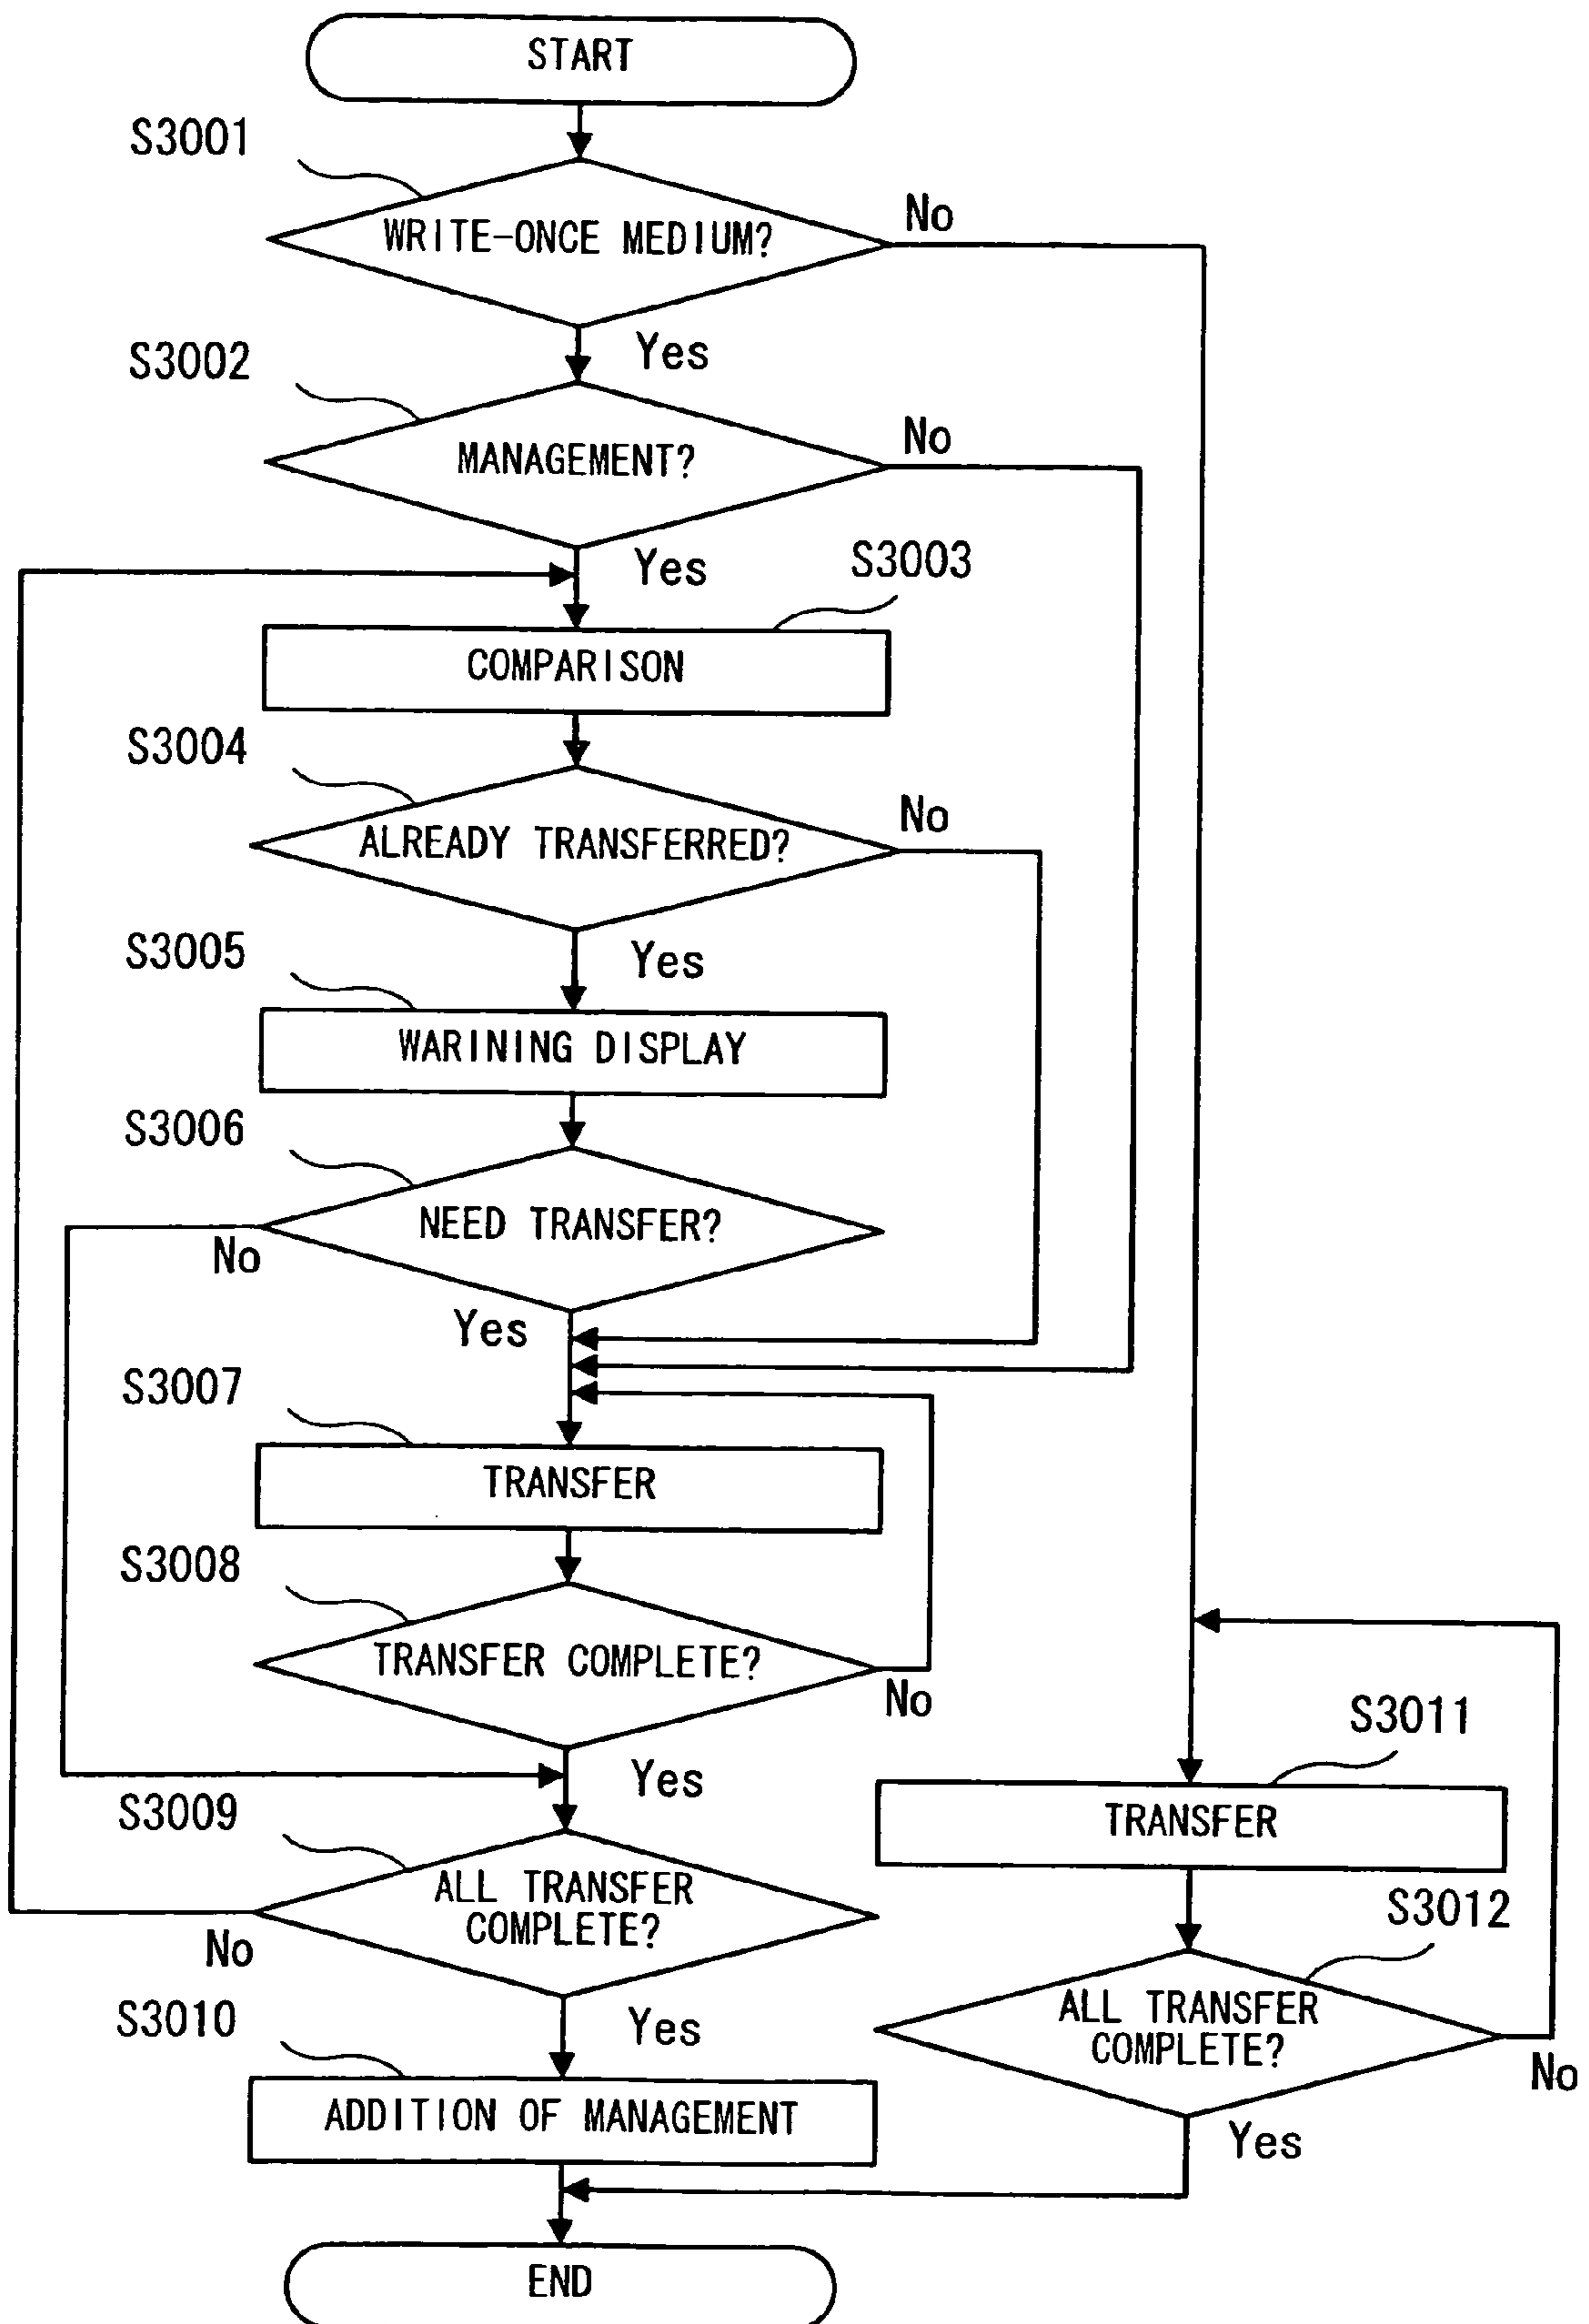 START
S3001
WRITE-ONCE MEDIUM?
No
Yes
S3002
MANAGEMENT?
No
Yes
S3003
COMPARISON
S3004
ALREADY TRANSFERRED?
No
Yes
S3005
WARINING DISPLAY
S3006
NEED TRANSFER?
No
Yes
S3007
TRANSFER
S3008
TRANSFER COMPLETE?
No
Yes
S3009
ALL TRANSFER
COMPLETE?
No
Yes
S3010
ADDITION OF MANAGEMENT
S3011
TRANSFER
S3012
ALL TRANSFER
COMPLETE?
No
Yes
END